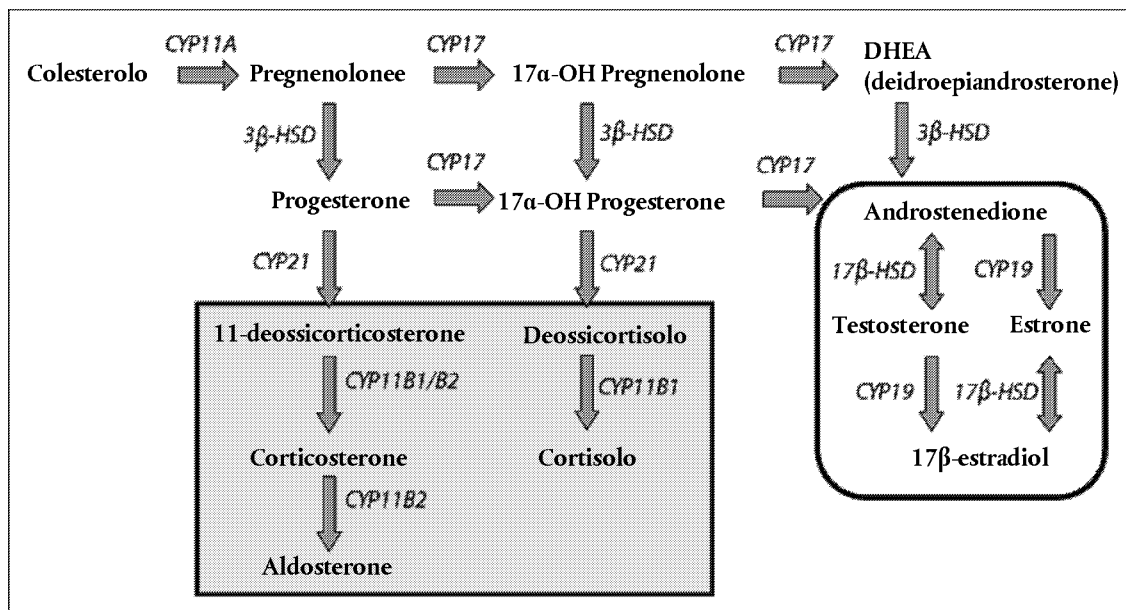 CYP11A
CYP17
CYP17
Colesterolo
Pregnenolonee
17α-OH Pregnenolone
DHEA
(deidroepiandrosterone)
3β-HSD
3β-HSD
3β-HSD
CYP17
CYP17
Progesterone
17α-OH Progesterone
Androstenedione
CYP21
CYP21
17β-HSD
CYP19
11-deossicorticosterone
Deossicortisolo
Testosterone
Estrone
CYP11B1/B2
CYP11B1
CYP19
17β-HSD
Corticosterone
Cortisolo
17β-estradiol
CYP11B2
Aldosterone